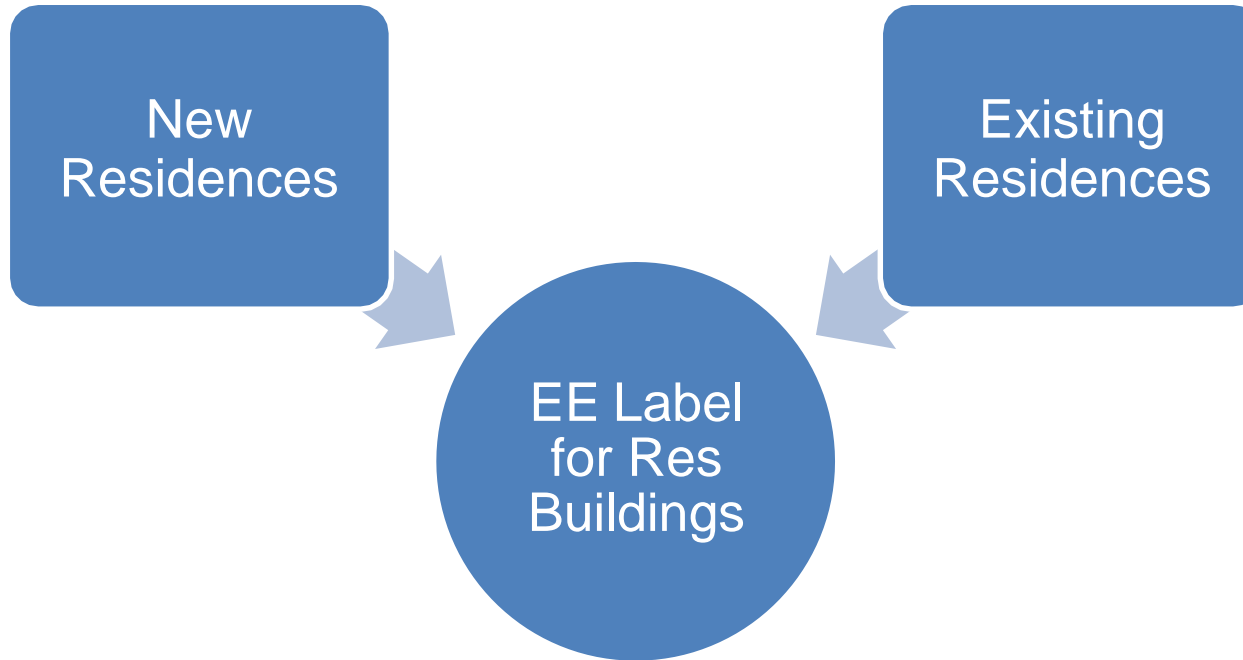 New
Residences
Existing
Residences
EE Label
for Res
Buildings